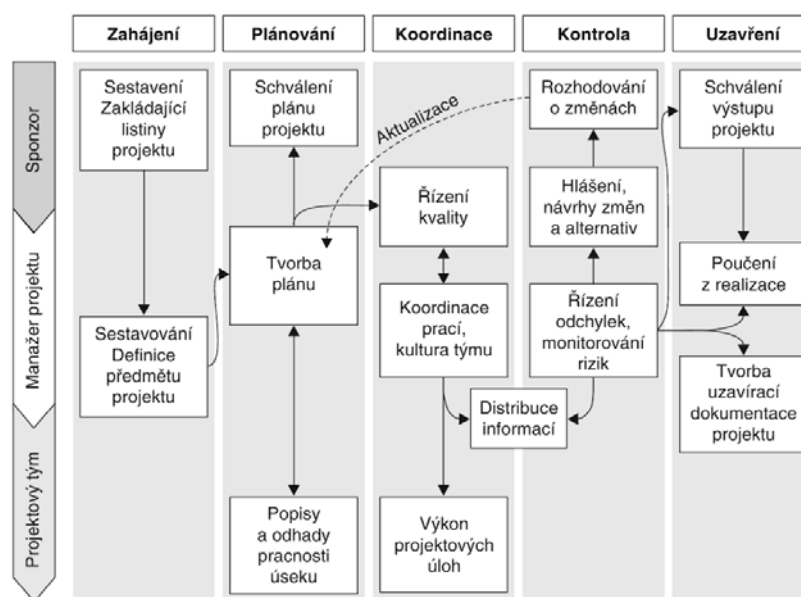 Zahájení
Plánování
Koordinace
Kontrola
Uzavření
Sponzor
Manažer projektu
Projektový tým
Sestavení
Zakládající
listiny
projektu
Sestavování
Definice
předmětu
projektu
Schválení
plánu
projektu
Tvorba
plánu
Popisy
a odhady
pracnosti
úseku
Aktualizace
Řízení
kvality
Koordinace
prací,
kultura týmu
Distribuce
informací
Výkon
projektových
úloh
Rozhodování
o změnách
Hlášení,
návrhy změn
a alternativ
Řízení
odchylek,
monitorování
rizik
Schválení
výstupu
projektu
Poučení
z realizace
Tvorba
uzavírací
dokumentace
projektu